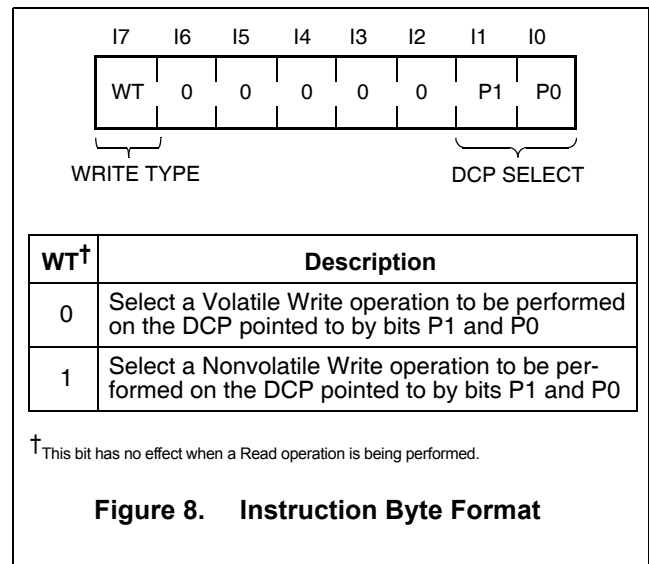 I7 I6 I5 I4 I3 I2 I1 I0
WT 0 0 0 0 0 P1 P0
WRITE TYPE DCP SELECT
WT† Description
0 Select a Volatile Write operation to be performed
on the DCP pointed to by bits P1 and P0
1 Select a Nonvolatile Write operation to be per-
formed on the DCP pointed to by bits P1 and P0
†This bit has no effect when a Read operation is being performed.
Figure 8. Instruction Byte Format